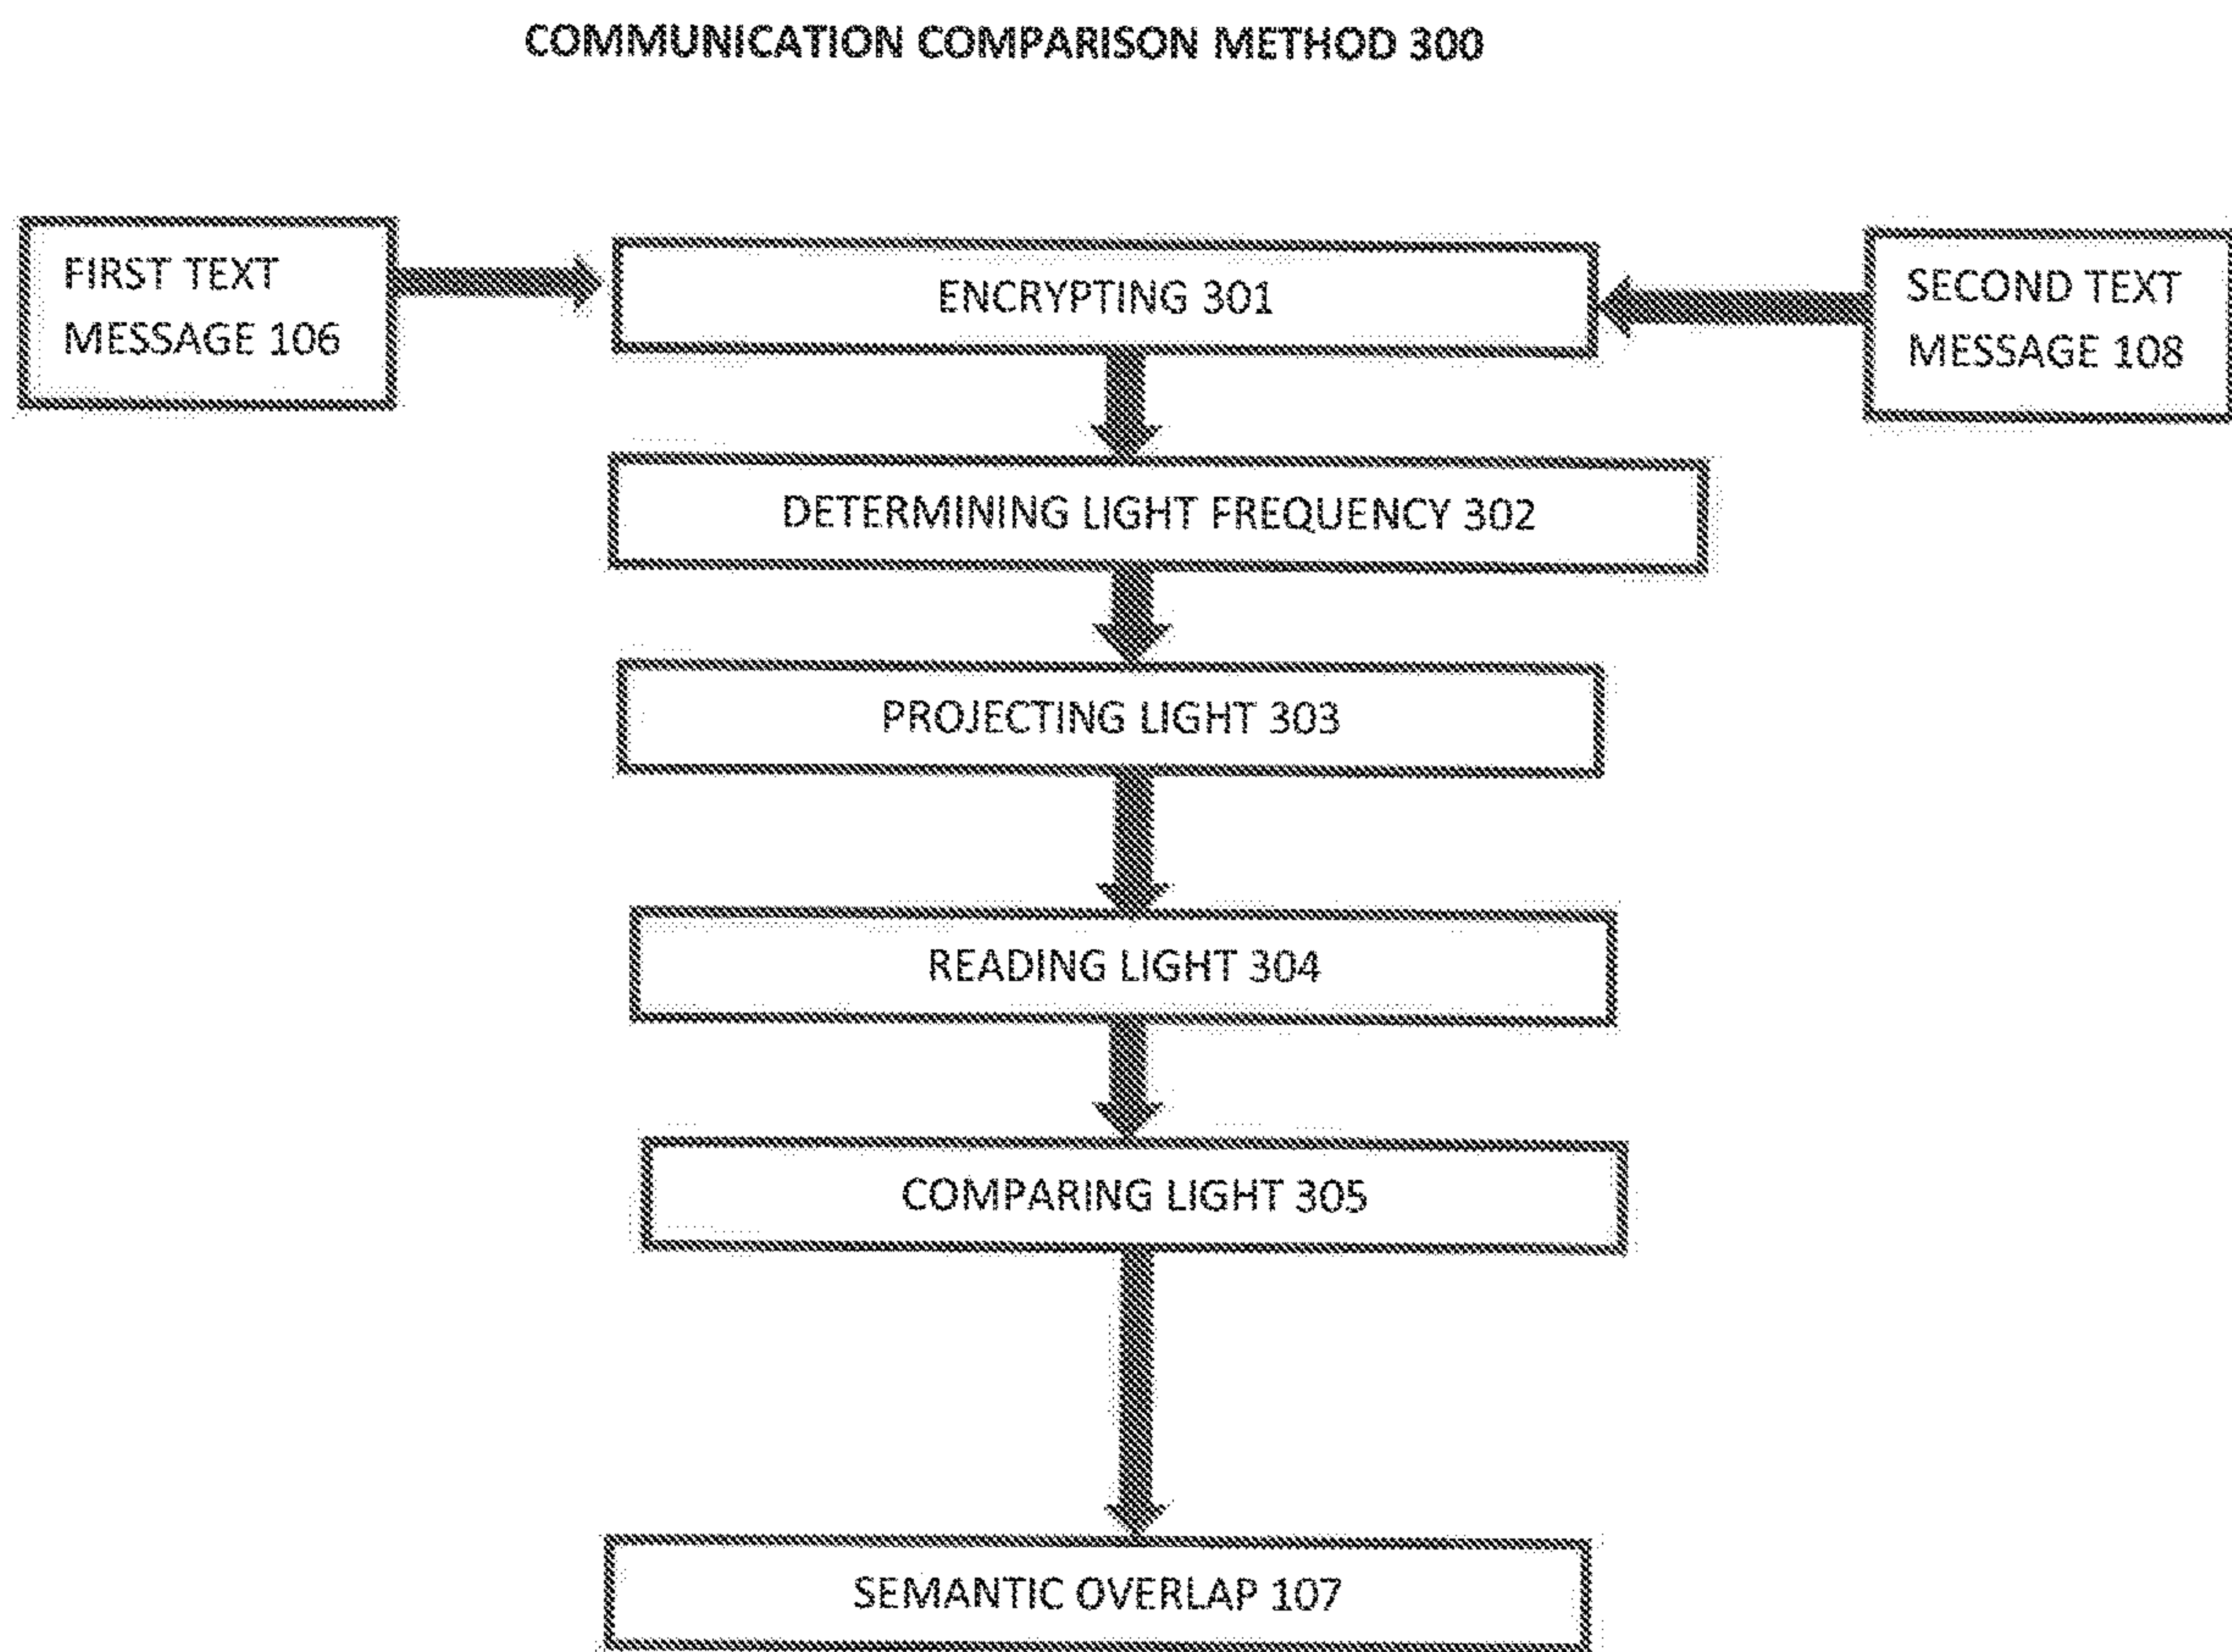 COMMUNICATION COMPARISON METHOD 300
FIRST TEXT
MESSAGE 106
ENCRYPTING 301
SECOND TEXT
MESSAGE 108
DETERMINING LIGHT FREQUENCY 302
PROJECTING LIGHT 303
READING LIGHT 304
COMPARING LIGHT 305
SEMANTIC OVERLAP 107